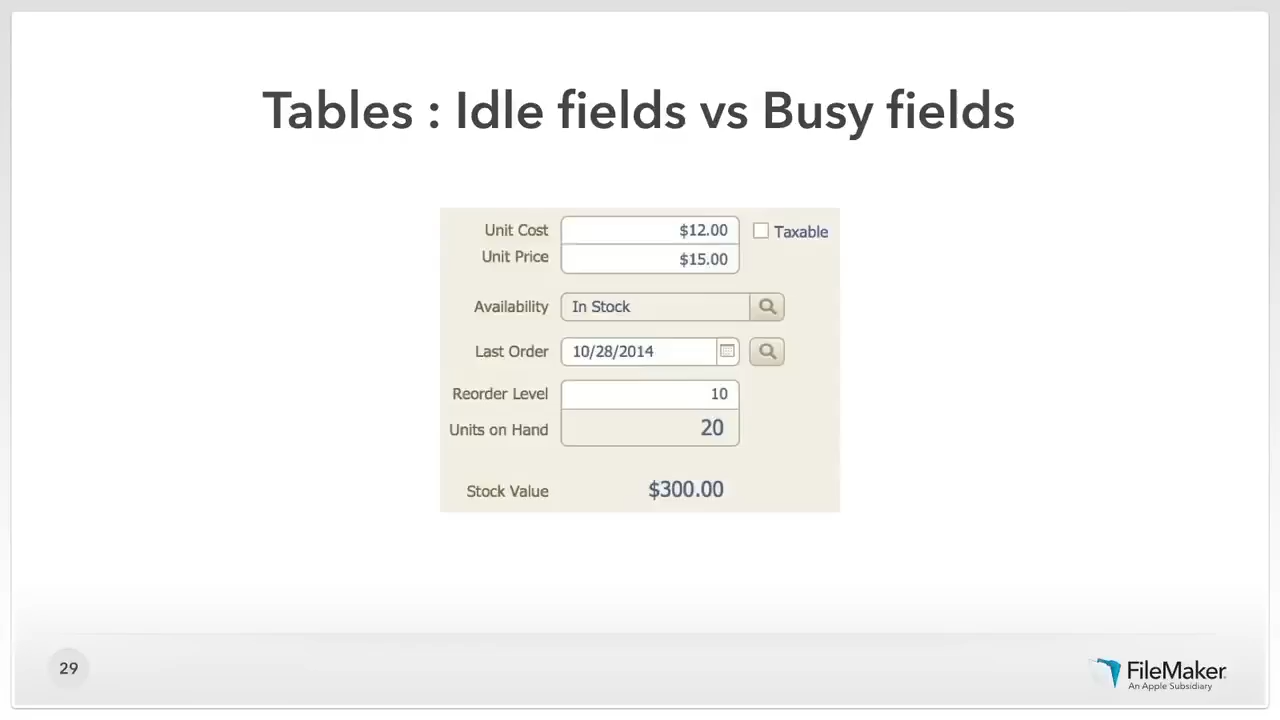 Tables : Idle fields vs Busy fields
Unit Cost $12.00 Taxable
Unit Price $15.00
Availability In Stock
Last Order 10/28/2014
Reorder Level 10
Units on Hand 20
Stock Value $300.00
29
FileMaker
An Apple Subsidiary